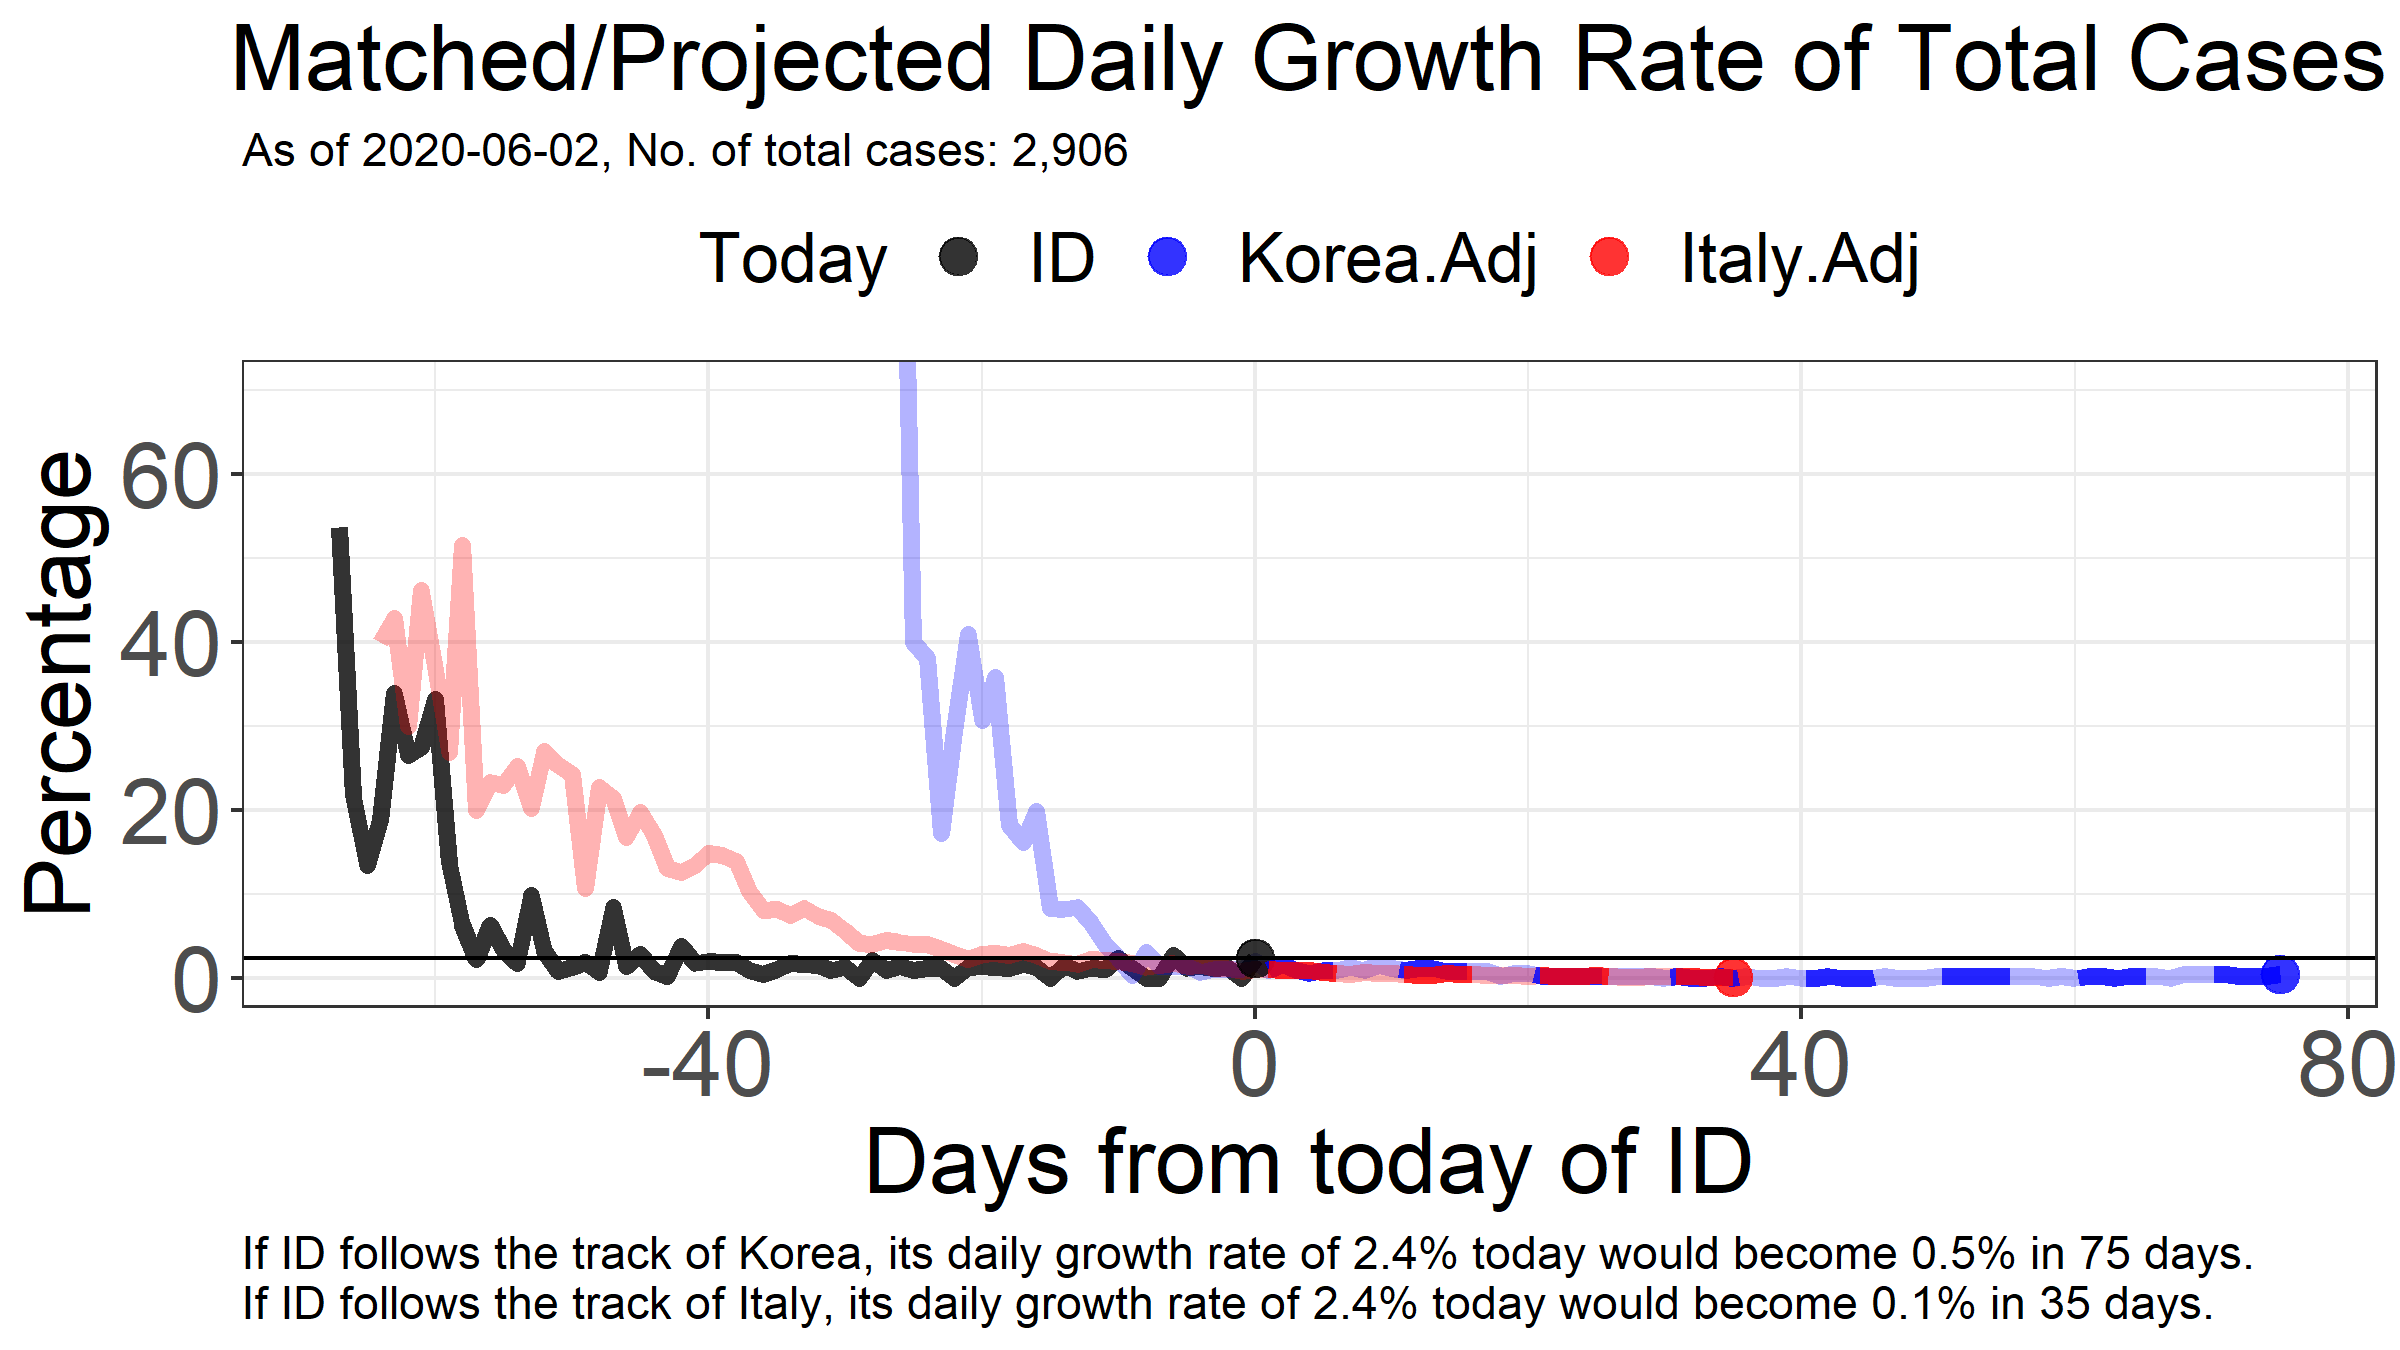 Matched/Projected Daily Growth Rate of Total Cases
As of 2020-06-02, No. of total cases: 2,906
Today ID Korea.Adj Italy.Adj
Percentage
60
40
20
0
-40 0 40 80
Days from today of ID
If ID follows the track of Korea, its daily growth rate of 2.4% today would become 0.5% in 75 days.
If ID follows the track of Italy, its daily growth rate of 2.4% today would become 0.1% in 35 days.